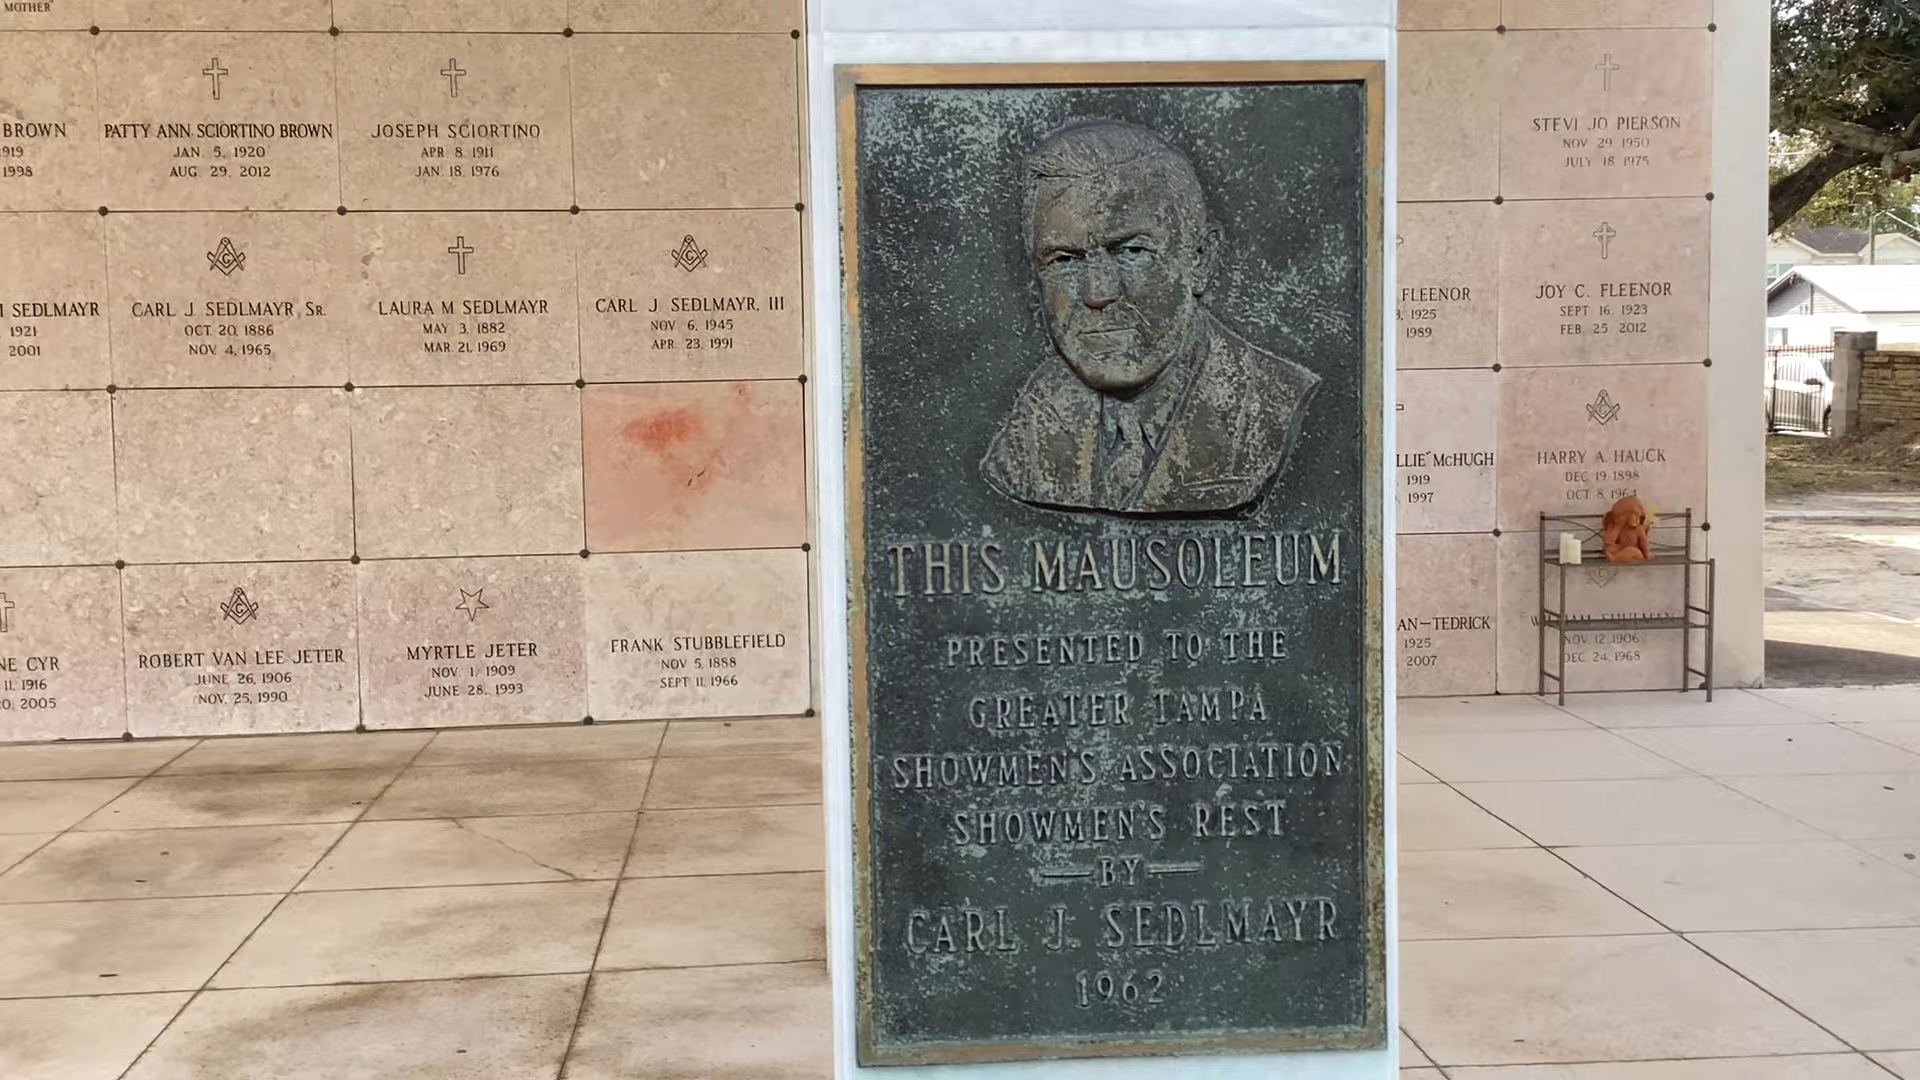 MOTHER
BROWN
1919
1998
PATTY ANN SCIORTINO BROWN
JAN. 5, 1920
AUG. 29, 2012
JOSEPH SCIORTINO
APR 8, 1911
JAN. 18, 1976
SEDLMAYR
1921
2001
CARL J. SEDLMAYR, SR.
OCT 20, 1886
NOV. 4, 1965
LAURA M SEDLMAYR
MAY 3, 1882
MAR. 21, 1969
CARL J. SEDLMAYR, III
NOV. 6, 1945
APR. 23, 1991
CYR
11, 1916
2005
ROBERT VAN LEE JETER
JUNE 26, 1906
NOV. 25, 1990
MYRTLE JETER
NOV. 1, 1909
JUNE 28, 1993
FRANK STUBBLEFIELD
NOV 5, 1888
SEPT 11, 1966
THIS MAUSOLEUM
PRESENTED TO THE
GREATER TAMPA
SHOWMEN'S ASSOCIATION
SHOWMEN'S REST
BY
CARL J. SEDLMAYR
1962
STEVI JO PIERSON
NOV 29 1950
JULY 18 1975
FLEENOR
1925
1989
JOY C. FLEENOR
SEPT 16, 1923
FEB. 25 2012
LLIE" McHUGH
1919
1997
HARRY A. HAUCK
DEC 19 1898
OCT 8, 1964
AN-TEDRICK
1925
2007
NOV. 12, 1906
DEC. 24, 1968